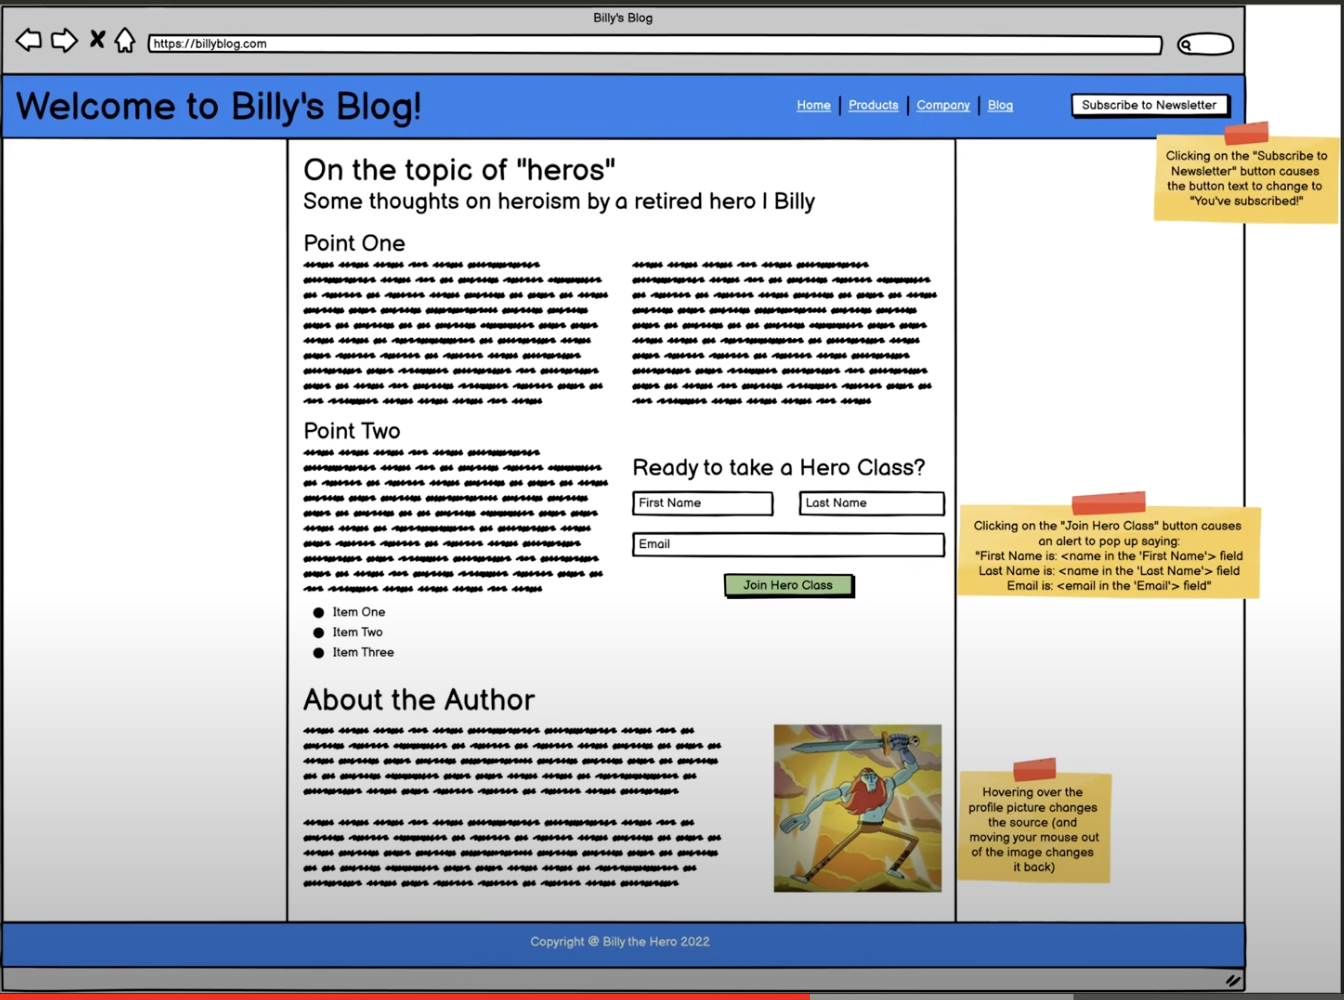 Billy's Blog
https://billyblog.com
Welcome to Billy's Blog!
Home
Products
Company
Blog
Subscribe to Newsletter
Clicking on the "Subscribe to
Newsletter" button causes
the button text to change to
"You've subscribed!"
On the topic of "heros"
Some thoughts on heroism by a retired hero | Billy
Point One
Point Two
Ready to take a Hero Class?
First Name
Last Name
Email
Join Hero Class
Clicking on the "Join Hero Class" button causes
an alert to pop up saying:
"First Name is: <name in the 'First Name'> field
Last Name is: <name in the 'Last Name'> field
Email is: <email in the 'Email'> field"
Item One
Item Two
Item Three
About the Author
Hovering over the
profile picture changes
the source (and
moving your mouse out
of the image changes
it back)
Copyright @ Billy the Hero 2022